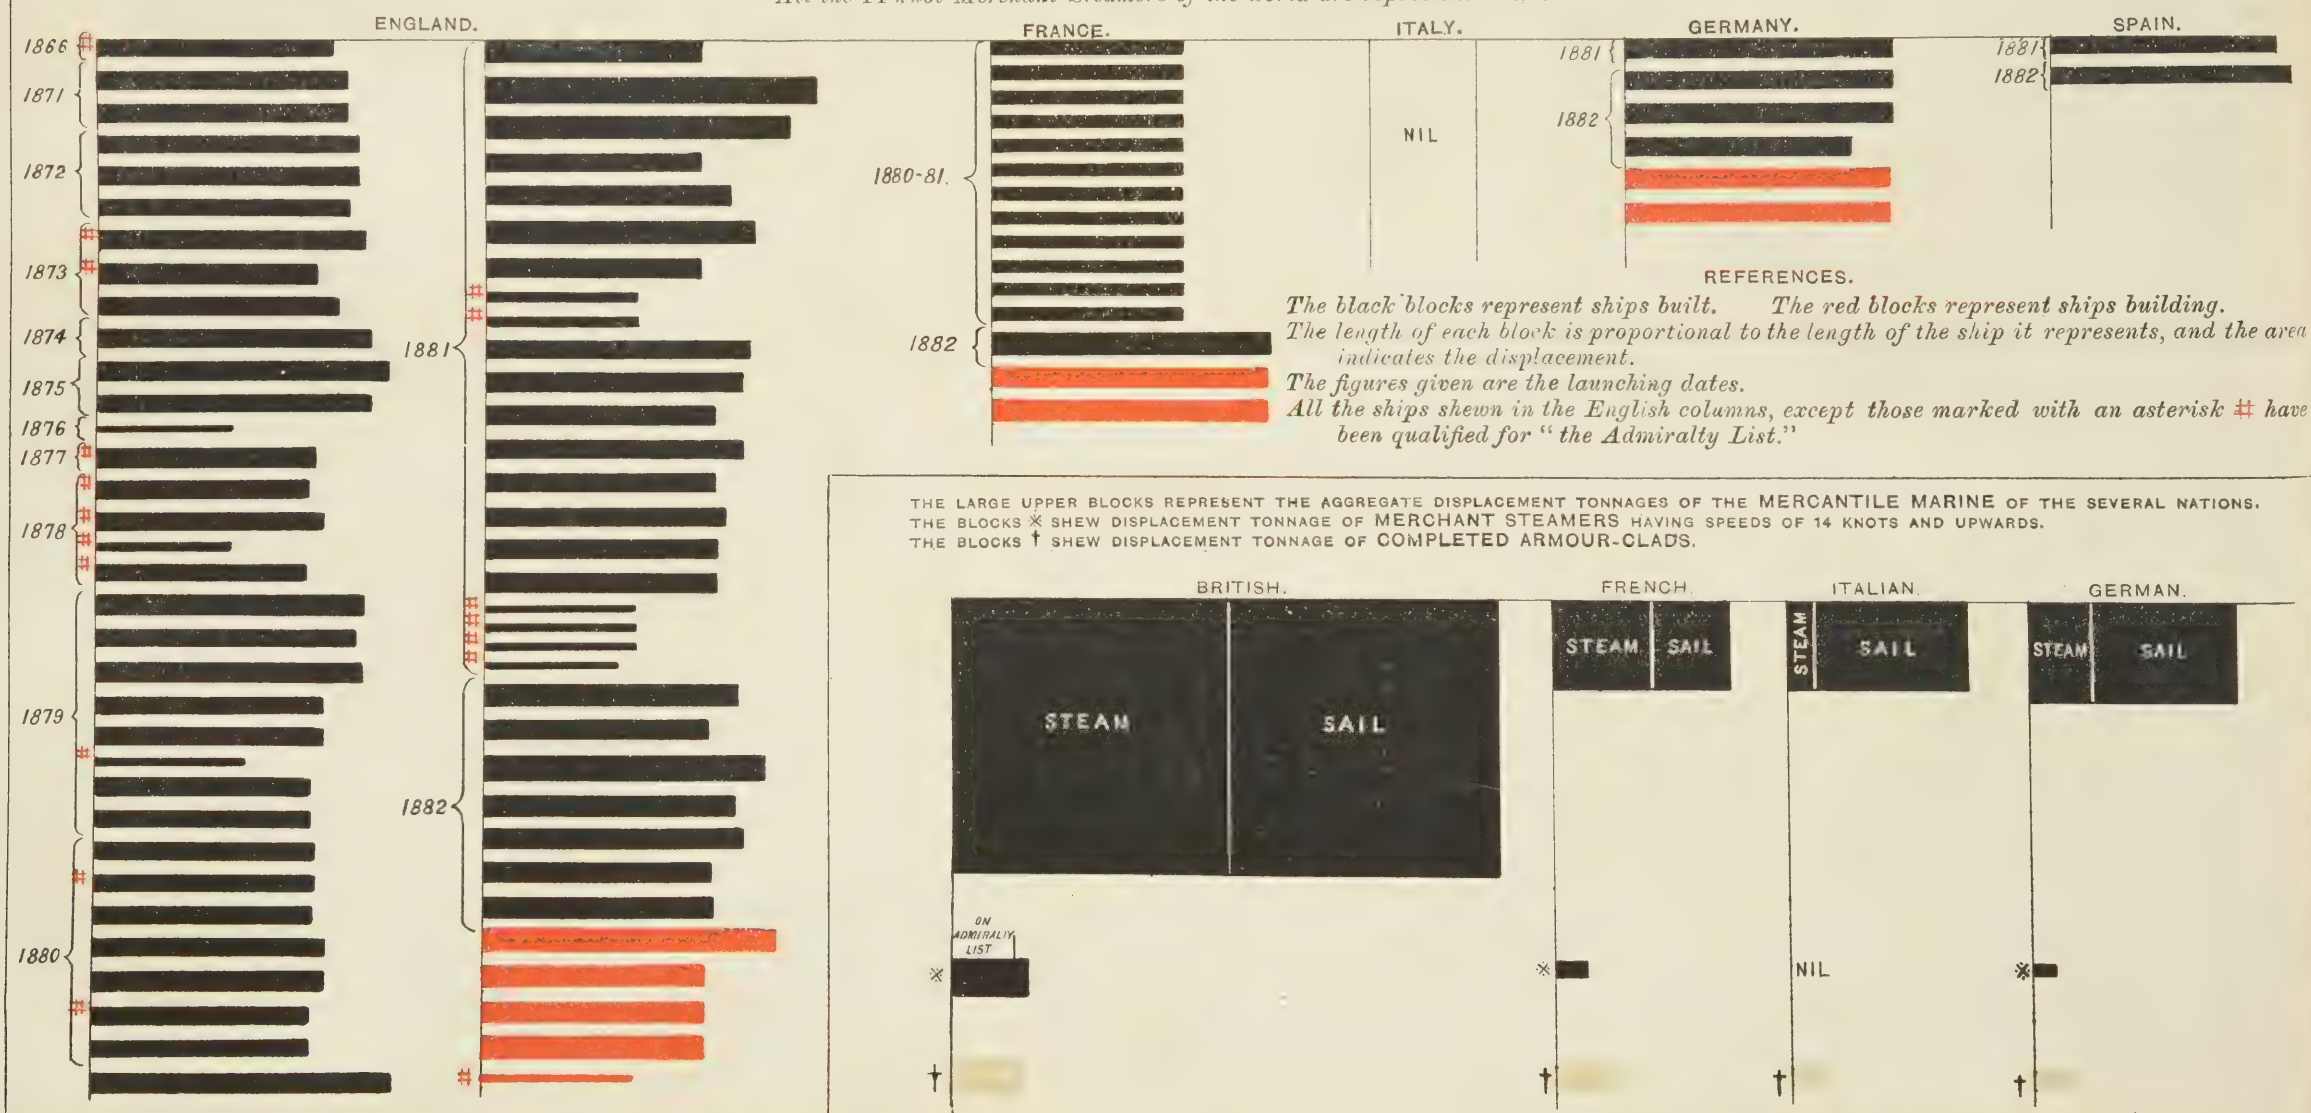 ENGLAND.
1866 #
1871
1872
#
1873 #
1874
1875
1876
1877 #
#
1878 #
#
#
1879
#
#
1880
#
1881
#
#
#
#
#
#
1882
#
FRANCE.
1880-81.
1882
ITALY.
NIL
GERMANY.
1881
1882
SPAIN.
1881
1882
REFERENCES.
The black blocks represent ships built. The red blocks represent ships building.
The length of each block is proportional to the length of the ship it represents, and the area
indicates the displacement.
The figures given are the launching dates.
All the ships shewn in the English columns, except those marked with an asterisk # have
been qualified for "the Admiralty List."
THE LARGE UPPER BLOCKS REPRESENT THE AGGREGATE DISPLACEMENT TONNAGES OF THE MERCANTILE MARINE OF THE SEVERAL NATIONS.
THE BLOCKS ※ SHEW DISPLACEMENT TONNAGE OF MERCHANT STEAMERS HAVING SPEEDS OF 14 KNOTS AND UPWARDS.
THE BLOCKS † SHEW DISPLACEMENT TONNAGE OF COMPLETED ARMOUR-CLADS.
BRITISH.
STEAM SAIL
ON
ADMIRALTY
LIST
※
†
FRENCH.
STEAM SAIL
※
†
ITALIAN.
STEAM SAIL
NIL
†
GERMAN.
STEAM SAIL
※
†